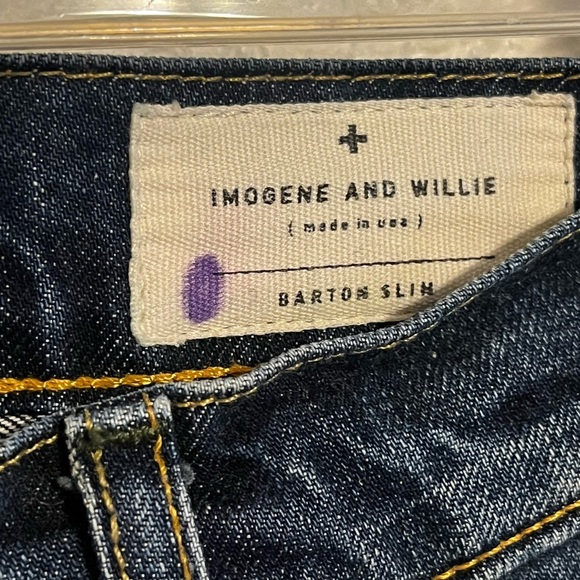 IMOGENE AND WILLIE
( made in usa )
BARTON SLIM